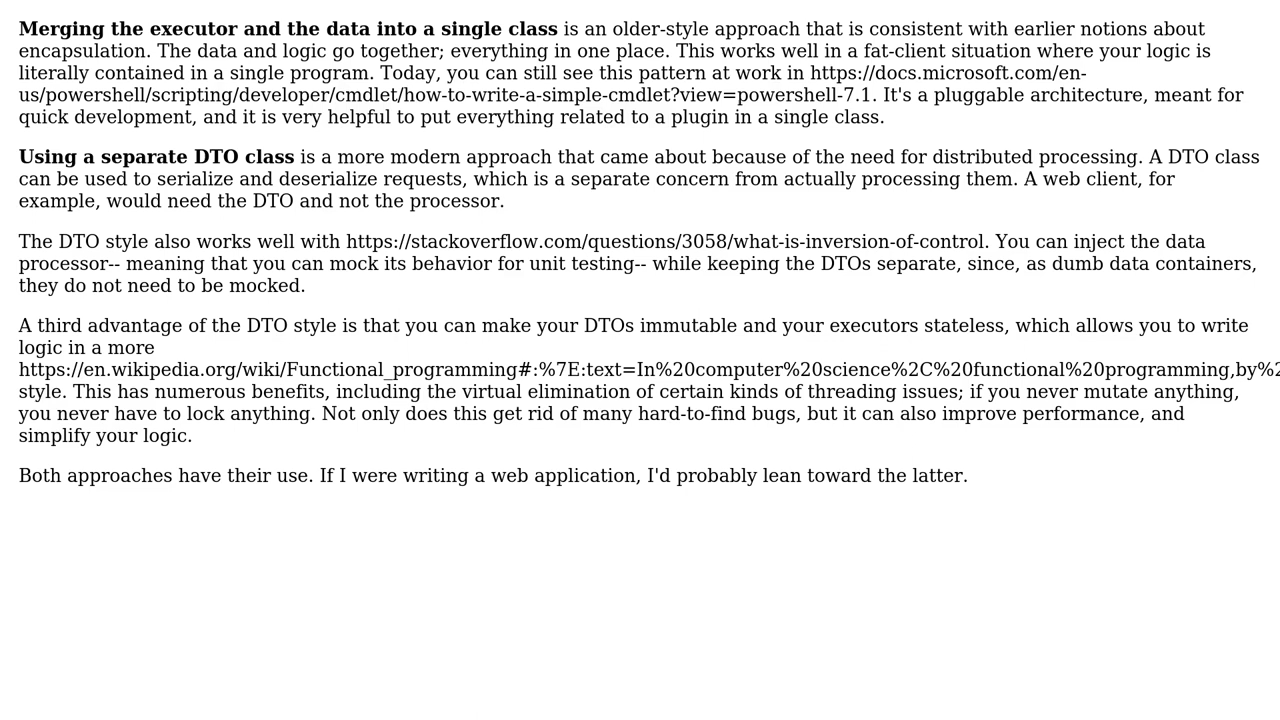 Merging the executor and the data into a single class is an older-style approach that is consistent with earlier notions about
encapsulation. The data and logic go together; everything in one place. This works well in a fat-client situation where your logic is
literally contained in a single program. Today, you can still see this pattern at work in https://docs.microsoft.com/en-
us/powershell/scripting/developer/cmdlet/how-to-write-a-simple-cmdlet?view=powershell-7.1. It's a pluggable architecture, meant for
quick development, and it is very helpful to put everything related to a plugin in a single class.
Using a separate DTO class is a more modern approach that came about because of the need for distributed processing. A DTO class
can be used to serialize and deserialize requests, which is a separate concern from actually processing them. A web client, for
example, would need the DTO and not the processor.
The DTO style also works well with https://stackoverflow.com/questions/3058/what-is-inversion-of-control. You can inject the data
processor-- meaning that you can mock its behavior for unit testing-- while keeping the DTOs separate, since, as dumb data containers,
they do not need to be mocked.
A third advantage of the DTO style is that you can make your DTOs immutable and your executors stateless, which allows you to write
logic in a more
https://en.wikipedia.org/wiki/Functional_programming#:%7E:text=In%20computer%20science%2C%20functional%20programming,by%2
style. This has numerous benefits, including the virtual elimination of certain kinds of threading issues; if you never mutate anything,
you never have to lock anything. Not only does this get rid of many hard-to-find bugs, but it can also improve performance, and
simplify your logic.
Both approaches have their use. If I were writing a web application, I'd probably lean toward the latter.